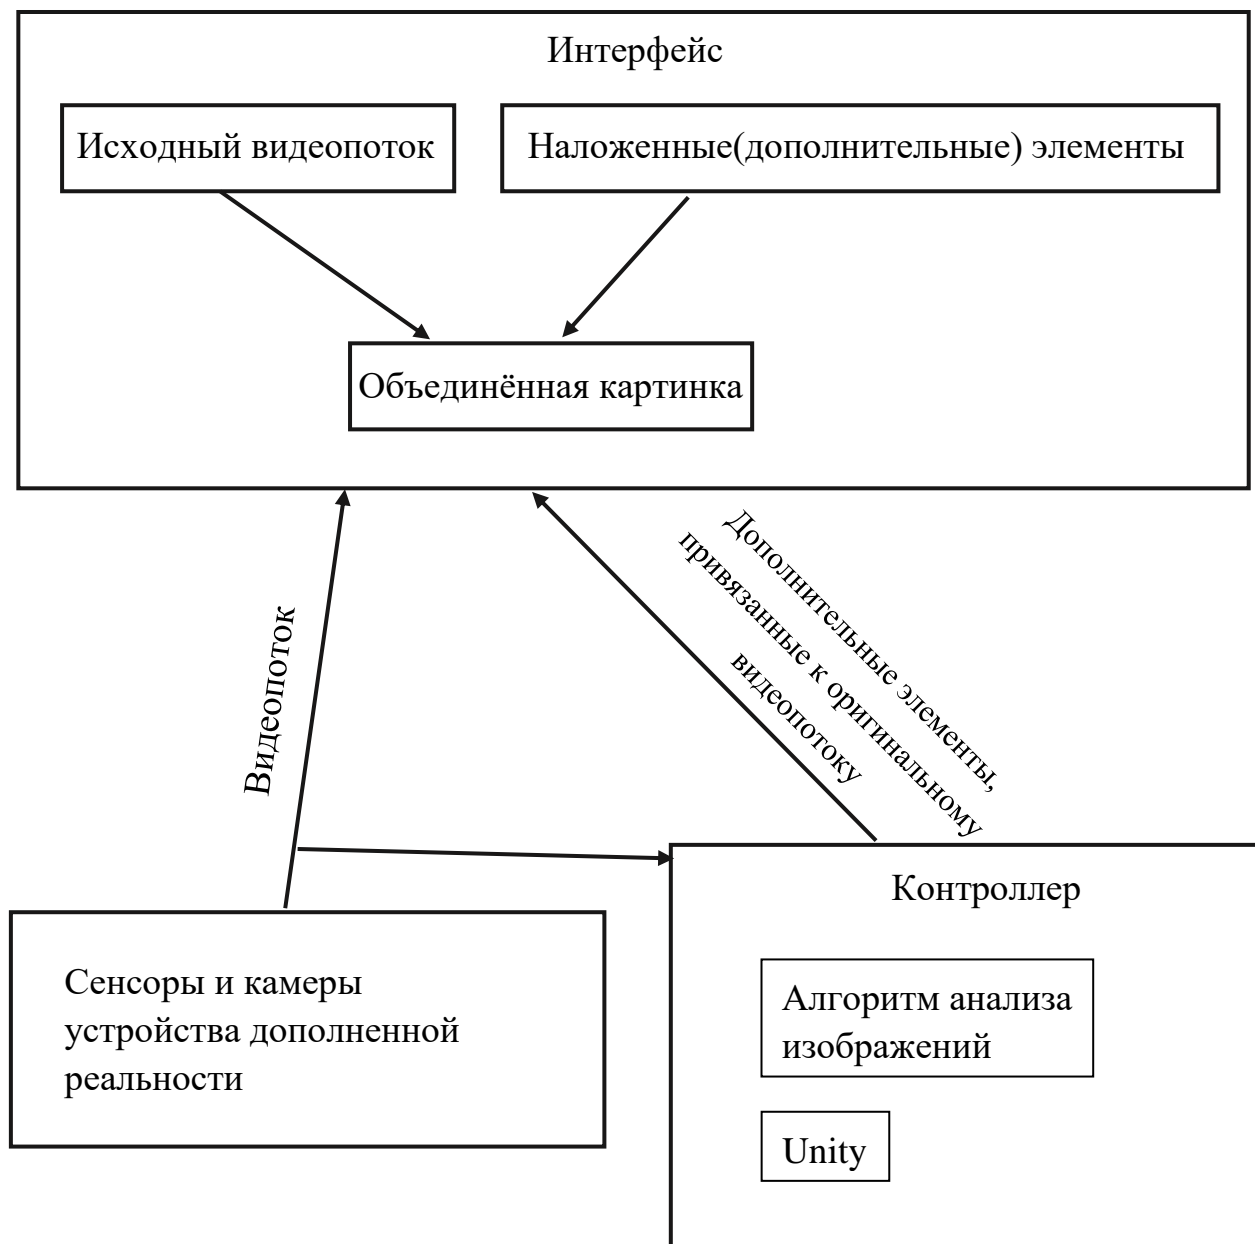 Интерфейс
Исходный видеопоток
Наложенные(дополнительные) элементы
Объединённая картинка
Видеопоток
Дополнительные элементы,
привязанные к оригинальному
видеопотоку
Контроллер
Сенсоры и камеры
устройства дополненной
реальности
Алгоритм анализа
изображений
Unity